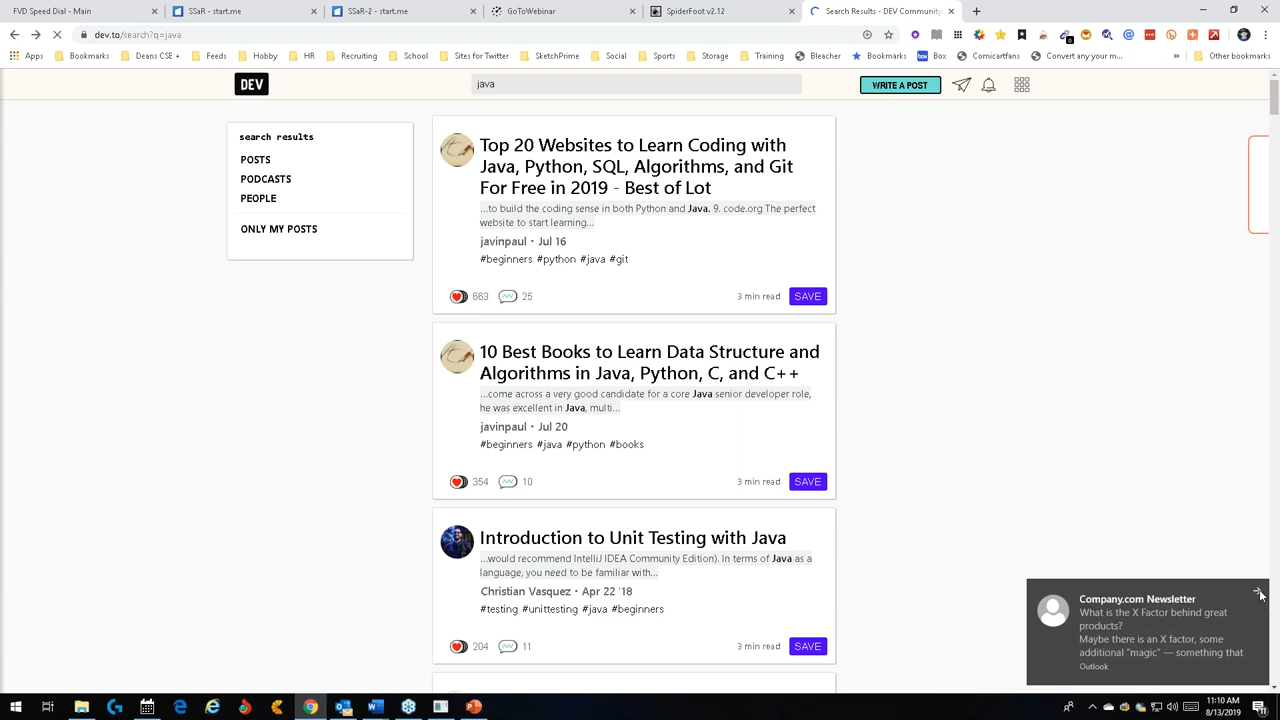 FVD Speed Dial - Main
SSaR - start.me
SSaR-2 - start.me
GoToWebinar
SpiderFoot v2.12
Search Results - DEV Community
dev.to/search?q=java
Apps
Bookmarks
Deans CSE -
Feeds
Hobby
HR
Recruiting
School
Sites for Twitter
SketchPrime
Social
Sports
Storage
Training
Bleacher
Bookmarks
Box
Comicartfans
Convert any your m...
Other bookmarks
DEV
java
WRITE A POST
search results
POSTS
PODCASTS
PEOPLE
ONLY MY POSTS
Top 20 Websites to Learn Coding with
Java, Python, SQL, Algorithms, and Git
For Free in 2019 - Best of Lot
...to build the coding sense in both Python and Java. 9. code.org The perfect
website to start learning...
javinpaul • Jul 16
#beginners #python #java #git
663 25 3 min read SAVE
10 Best Books to Learn Data Structure and
Algorithms in Java, Python, C, and C++
...come across a very good candidate for a core Java senior developer role,
he was excellent in Java, multi...
javinpaul • Jul 20
#beginners #java #python #books
354 10 3 min read SAVE
Introduction to Unit Testing with Java
...would recommend IntelliJ IDEA Community Edition). In terms of Java as a
language, you need to be familiar with...
Christian Vasquez • Apr 22 '18
#testing #unittesting #java #beginners
204 11 3 min read SAVE
Company.com Newsletter
What is the X Factor behind great
products?
Maybe there is an X factor, some
additional "magic" — something that
Outlook
11:10 AM
8/13/2019